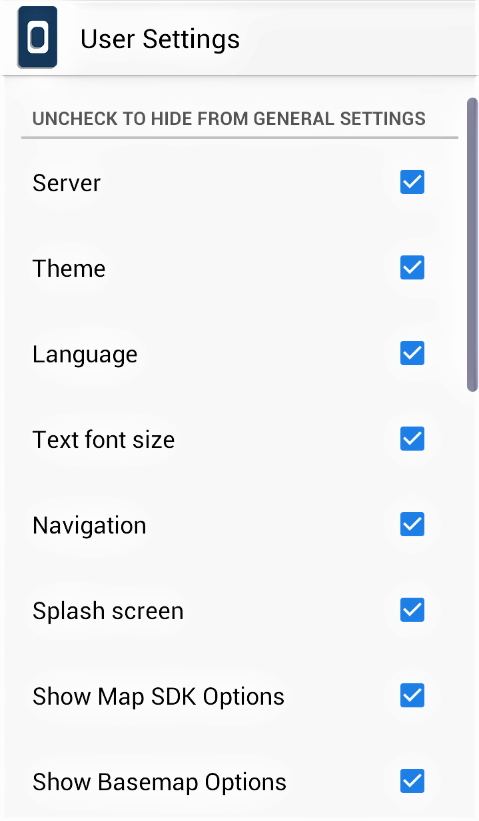 User Settings
UNCHECK TO HIDE FROM GENERAL SETTINGS
Server
Theme
Language
Text font size
Navigation
Splash screen
Show Map SDK Options
Show Basemap Options